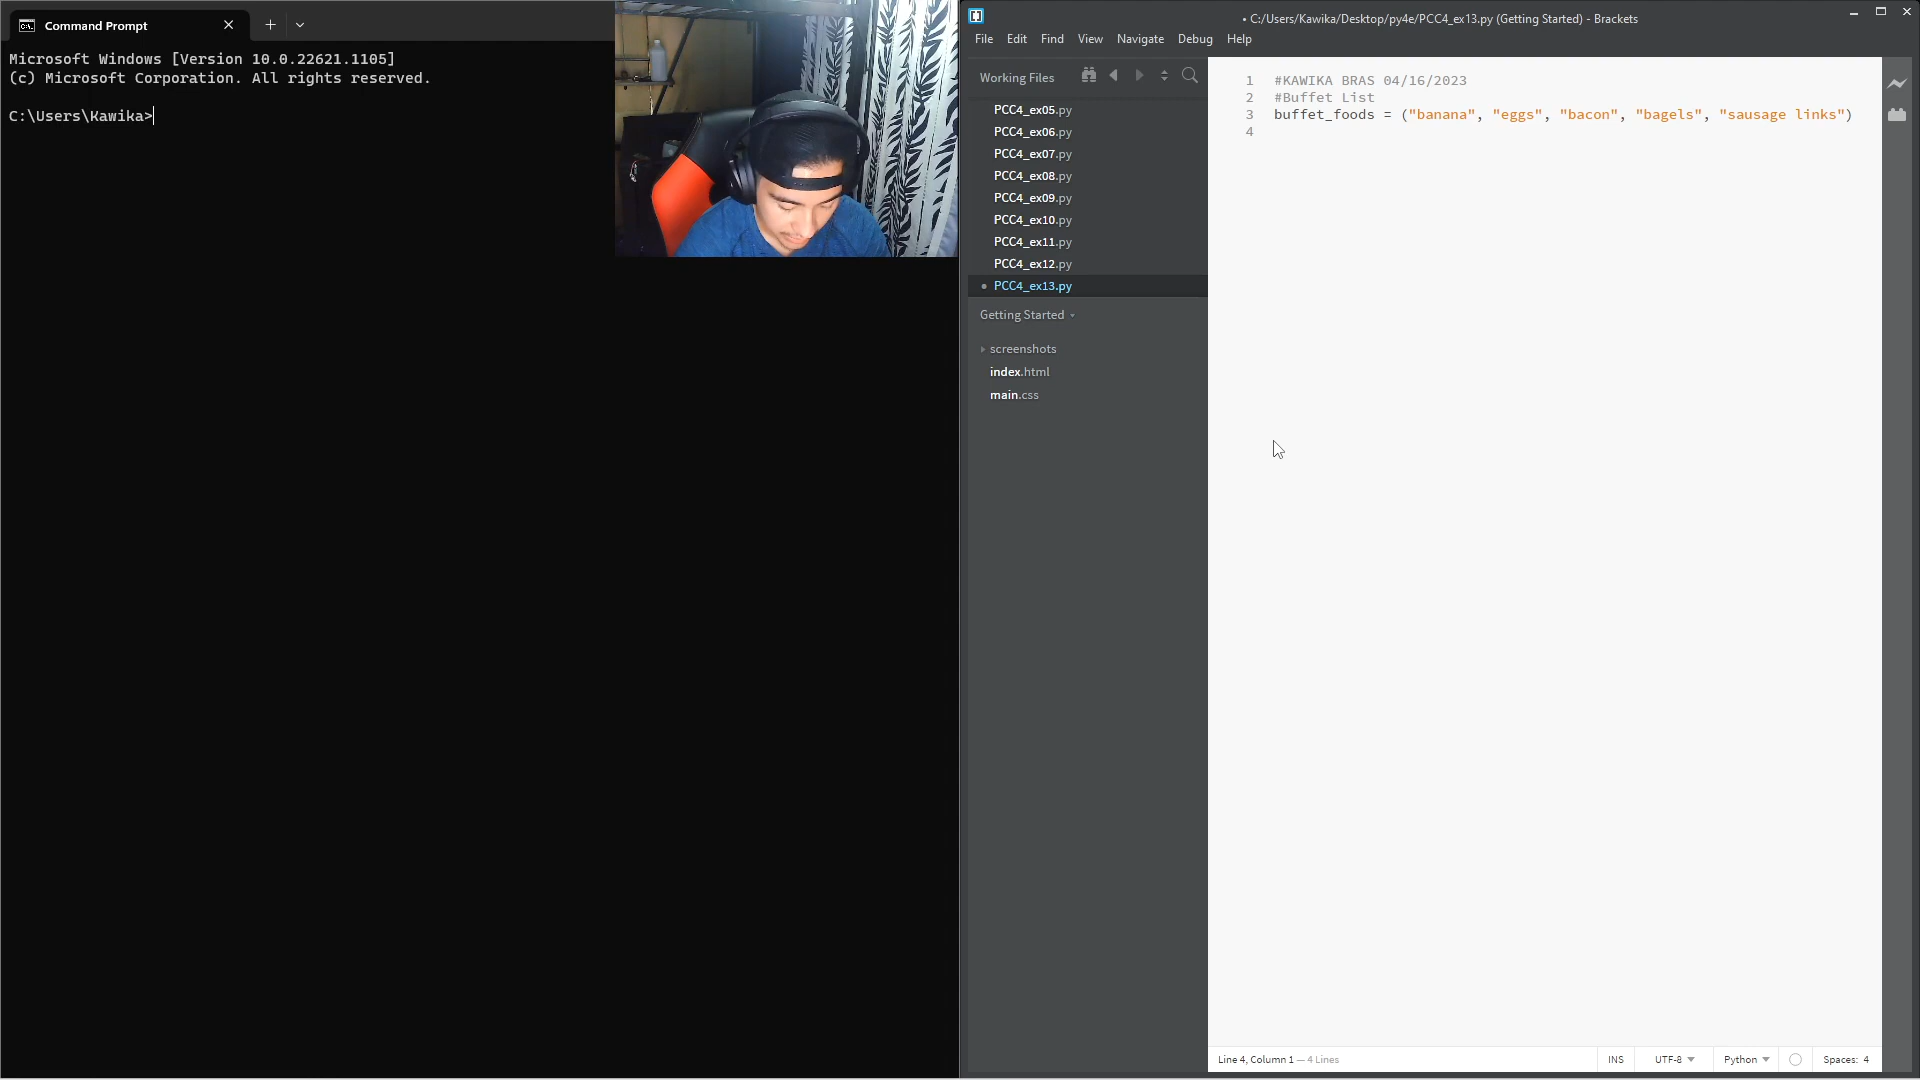 Command Prompt
Microsoft Windows [Version 10.0.22621.1105]
(c) Microsoft Corporation. All rights reserved.
C:\Users\Kawika>
• C:/Users/Kawika/Desktop/py4e/PCC4_ex13.py (Getting Started) - Brackets
File Edit Find View Navigate Debug Help
Working Files
PCC4_ex05.py
PCC4_ex06.py
PCC4_ex07.py
PCC4_ex08.py
PCC4_ex09.py
PCC4_ex10.py
PCC4_ex11.py
PCC4_ex12.py
PCC4_ex13.py
Getting Started
screenshots
index.html
main.css
1 #KAWIKA BRAS 04/16/2023
2 #Buffet List
3 buffet_foods = ("banana", "eggs", "bacon", "bagels", "sausage links")
4
Line 4, Column 1 — 4 Lines
INS UTF-8 Python Spaces: 4